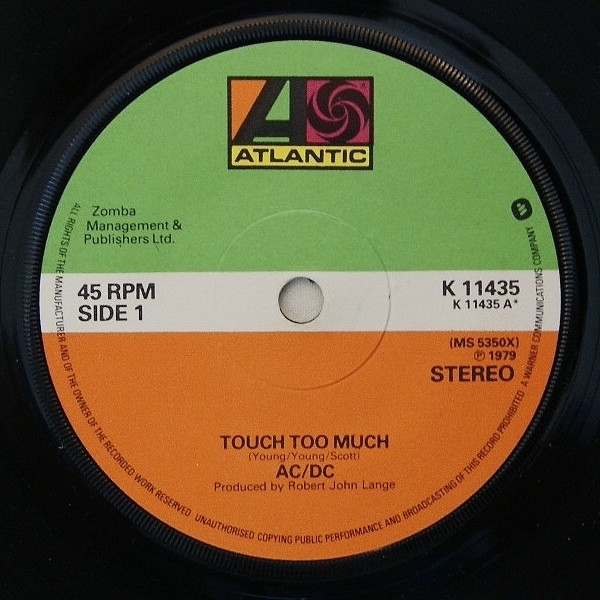 ATLANTIC
Zomba
Management &
Publishers Ltd.
45 RPM
SIDE 1
K 11435
K 11435 A*
(MS 5350X)
℗ 1979
STEREO
TOUCH TOO MUCH
(Young/Young/Scott)
AC/DC
Produced by Robert John Lange
ALL RIGHTS OF THE MANUFACTURER AND OF THE OWNER OF THE RECORDED WORK RESERVED. UNAUTHORISED COPYING PUBLIC PERFORMANCE AND BROADCASTING OF THIS RECORD PROHIBITED. A WARNER COMMUNICATIONS COMPANY